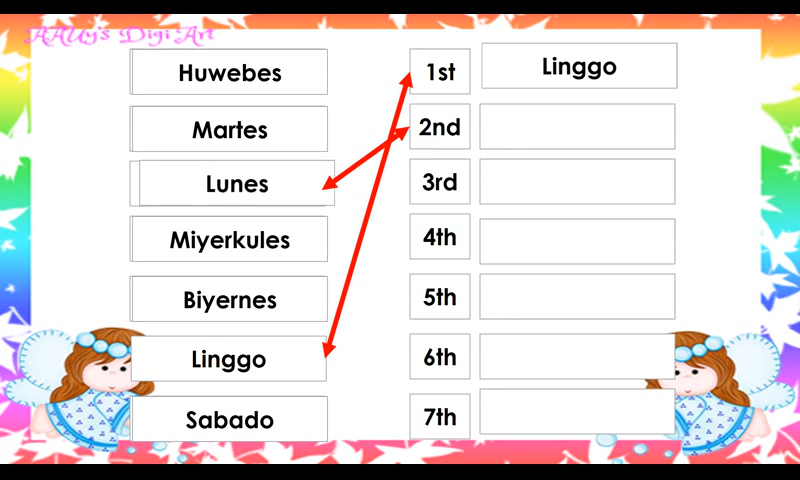 AAUy's Digi Art
Huwebes
Martes
Lunes
Miyerkules
Biyernes
Linggo
Sabado
1st Linggo
2nd
3rd
4th
5th
6th
7th